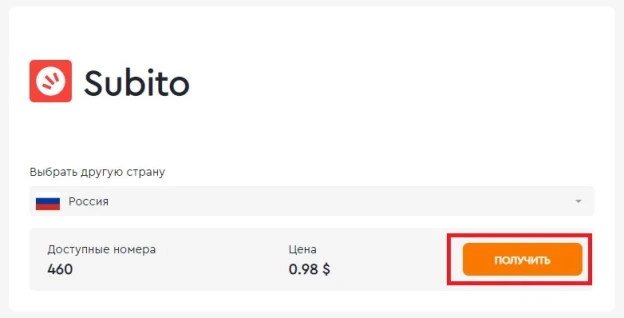 Subito
Выбрать другую страну
Россия
Доступные номера
460
Цена
0.98 $
ПОЛУЧИТЬ